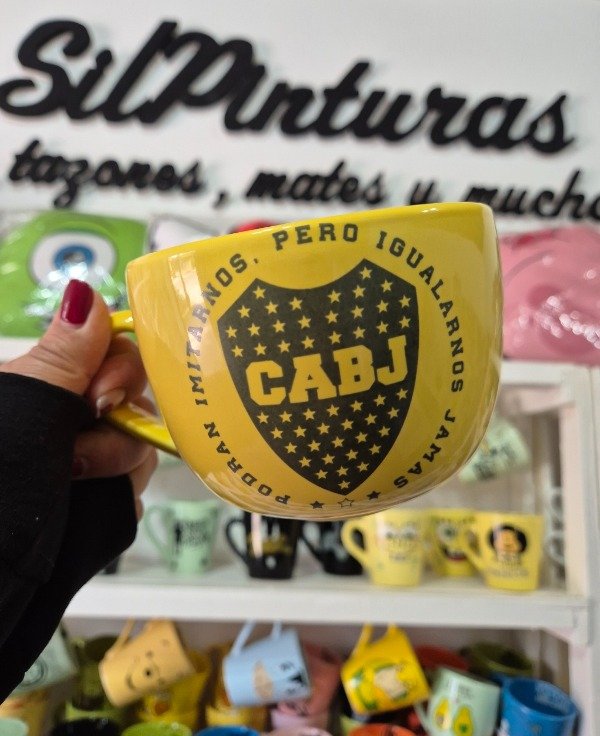 SilPinturas
tazones, mates y mucho
PODRAN IMITARNOS, PERO IGUALARNOS JAMAS
CABJ